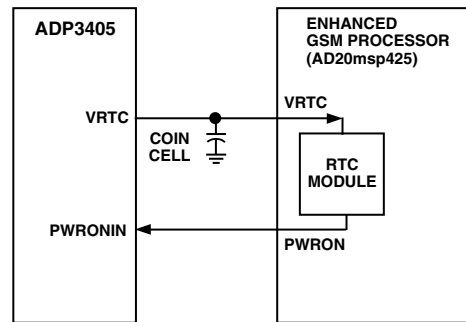 ADP3405
ENHANCED
GSM PROCESSOR
(AD20msp425)
VRTC
VRTC
COIN
CELL
RTC
MODULE
PWRONIN
PWRON